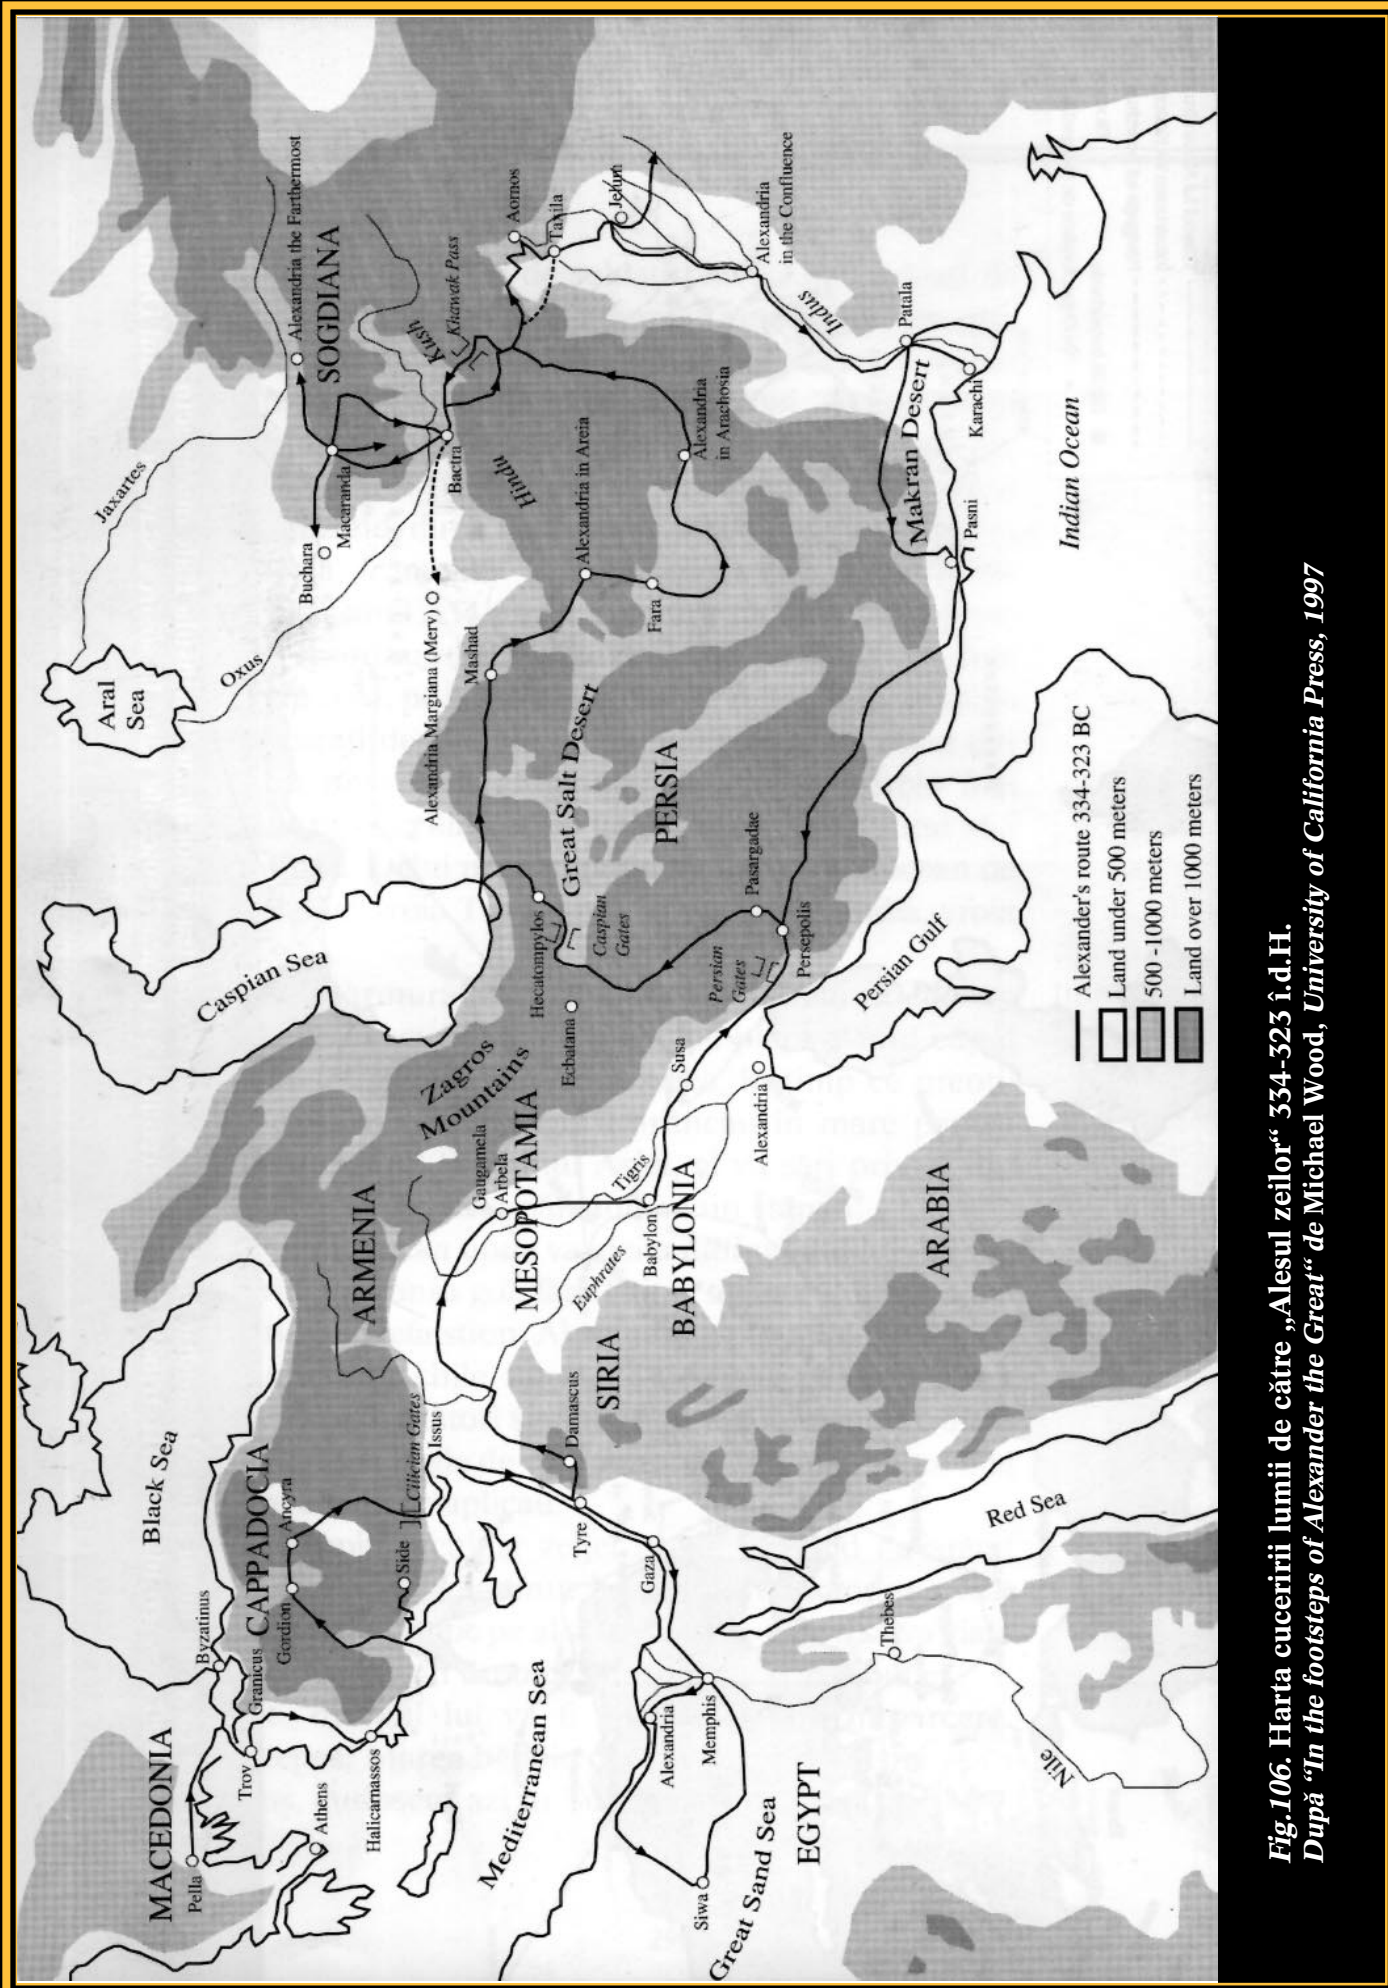 MACEDONIA
Pella
Athens
Troy
Granicus
Byzatinus
Halicarnassos
CAPPADOCIA
Gordion
Ancyra
Side
Cilician Gates
Issus
Black Sea
Mediterranean Sea
Siwa
Great Sand Sea
EGYPT
Alexandria
Memphis
Nile
Thebes
Gaza
Tyre
Damascus
SIRIA
Red Sea
ARABIA
ARMENIA
MESOPOTAMIA
Gaugamela
Arbela
Euphrates
Tigris
Babylon
BABYLONIA
Alexandria
Susa
Zagros
Mountains
Ecbatana
Hecatompylos
Caspian
Gates
Caspian Sea
Persian
Gates
Persepolis
Pasargadae
Persian Gulf
PERSIA
Great Salt Desert
Aral
Sea
Oxus
Jaxartes
Alexandria Margiana (Merv)
Mashad
Buchara
Macaranda
SOGDIANA
Alexandria the Farthermost
Bactra
Hindu
Kush
Khawak Pass
Alexandria in Areia
Fara
Alexandria
in Arachosia
Aornos
Taxila
Jelum
Alexandria
in the Confluence
Indus
Patala
Karachi
Makran Desert
Pasni
Indian Ocean
Alexander's route 334-323 BC
Land under 500 meters
500 -1000 meters
Land over 1000 meters
Fig.106. Harta cuceririi lumii de către „Alesul zeilor“ 334-323 î.d.H.
După “In the footsteps of Alexander the Great“ de Michael Wood, University of California Press, 1997